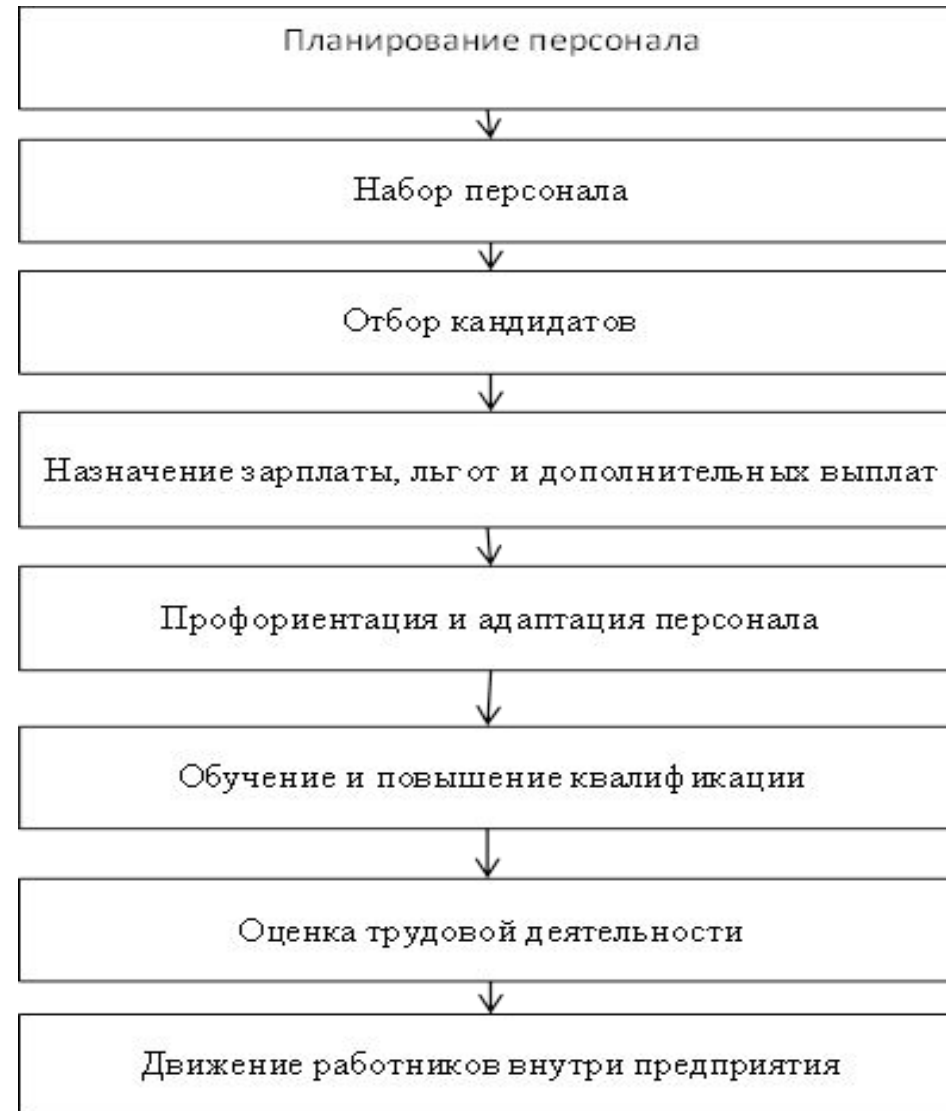 Планирование персонала
Набор персонала
Отбор кандидатов
Назначение зарплаты, льгот и дополнительных выплат
Профориентация и адаптация персонала
Обучение и повышение квалификации
Оценка трудовой деятельности
Движение работников внутри предприятия